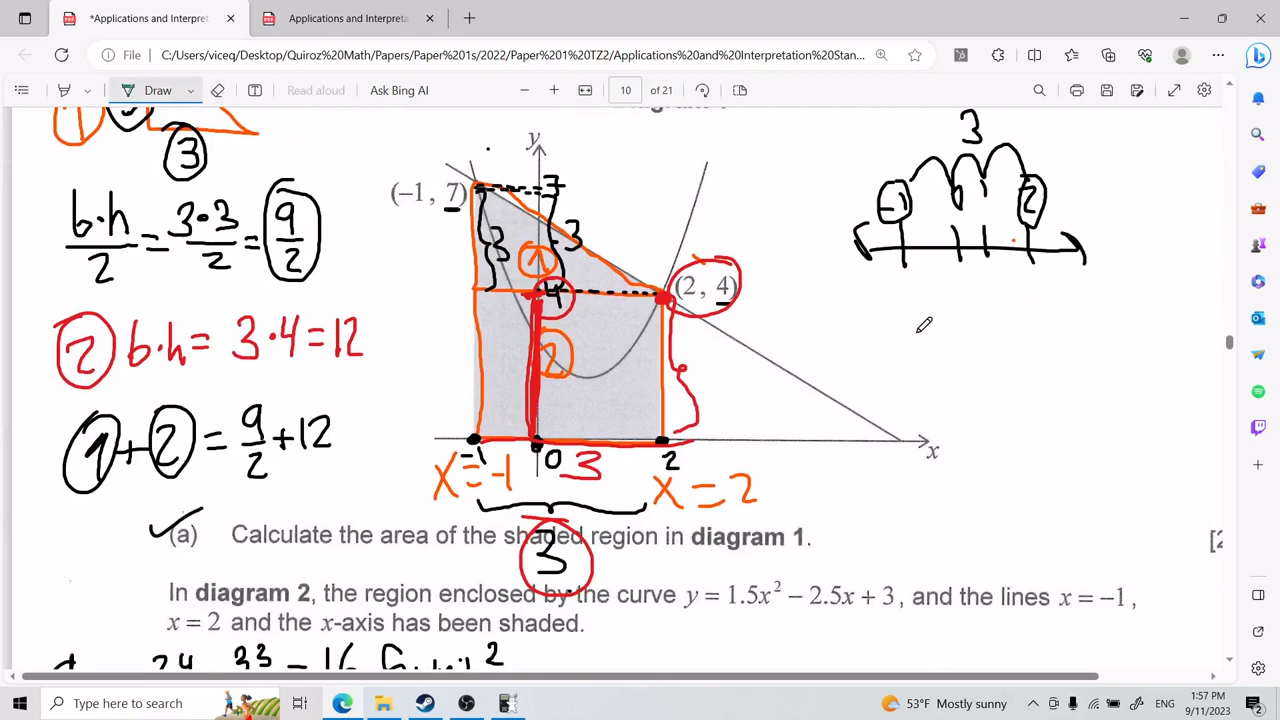 *Applications and Interpret
Applications and Interpreta
File
C:/Users/viceq/Desktop/Quiroz%20Math/Papers/Paper%201s/2022/Paper%201%20TZ2/Applications%20and%20Interpretation%20Stan...
Draw
Read aloud
Ask Bing AI
10 of 21
3
b·h/2 = 3·3/2 = 9/2
2 b·h = 3·4 = 12
1 + 2 = 9/2 + 12
y
(−1, 7)
7
3
3
1
4
(2, 4)
2
x
-1
0
2
3
x = -1
x = 2
3
3
-1
2
(a) Calculate the area of the shaded region in diagram 1.
[2
In diagram 2, the region enclosed by the curve y = 1.5x² − 2.5x + 3, and the lines x = −1,
x = 2 and the x-axis has been shaded.
Type here to search
53°F Mostly sunny
1:57 PM
9/11/2023
2